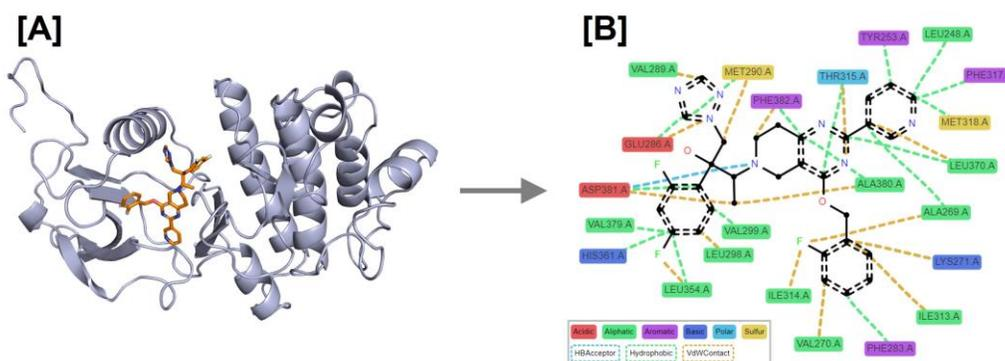 [A]
[B]
TYR253.A
LEU248.A
VAL289.A
MET290.A
THR315.A
PHE317
N
N
N
PHE382.A
N
N
MET318.A
GLU286.A
O
N
N
LEU370.A
F
ASP381.A
ALA380.A
O
ALA269.A
VAL379.A
VAL299.A
HIS361.A
LEU298.A
F
F
LYS271.A
LEU354.A
ILE314.A
ILE313.A
VAL270.A
PHE283.A
Acidic Aliphatic Aromatic Basic Polar Sulfur
HBAcceptor Hydrophobic VdWContact